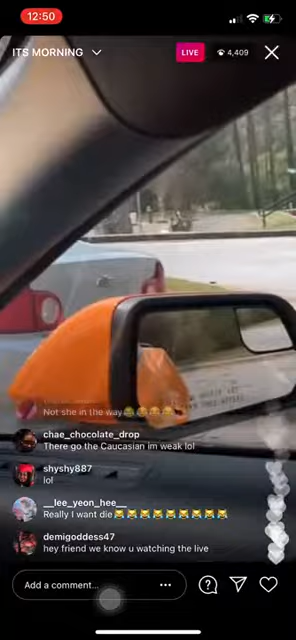 12:50
ITS MORNING
LIVE
4,409
Not she in the way😂😂😂😂
chae_chocolate_drop
There go the Caucasian im weak lol
shyshy887
lol
__lee_yeon_hee__
Really I want die😹😹😹😹😹😹😹😹😹
demigoddess47
hey friend we know u watching the live
Add a comment...